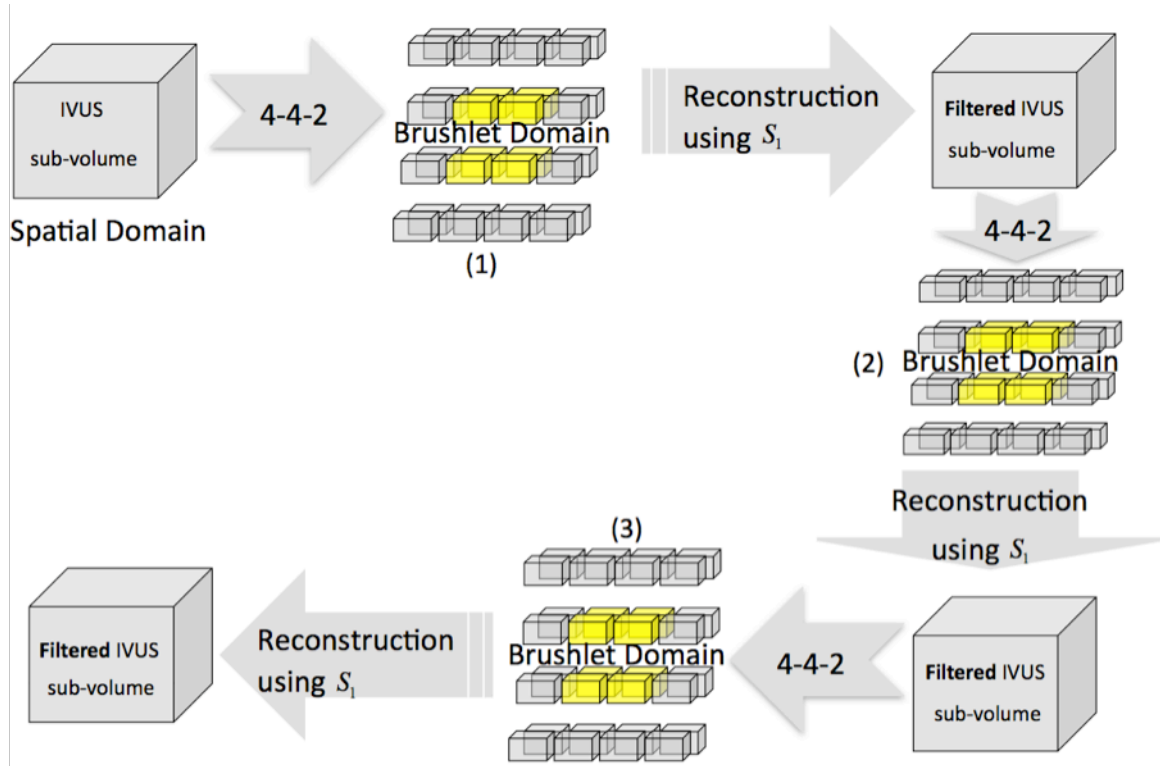 IVUS
sub-volume
Spatial Domain
4-4-2
Brushlet Domain
(1)
Reconstruction
using S₁
Filtered IVUS
sub-volume
4-4-2
(2) Brushlet Domain
Reconstruction
using S₁
Filtered IVUS
sub-volume
4-4-2
(3)
Brushlet Domain
Reconstruction
using S₁
Filtered IVUS
sub-volume